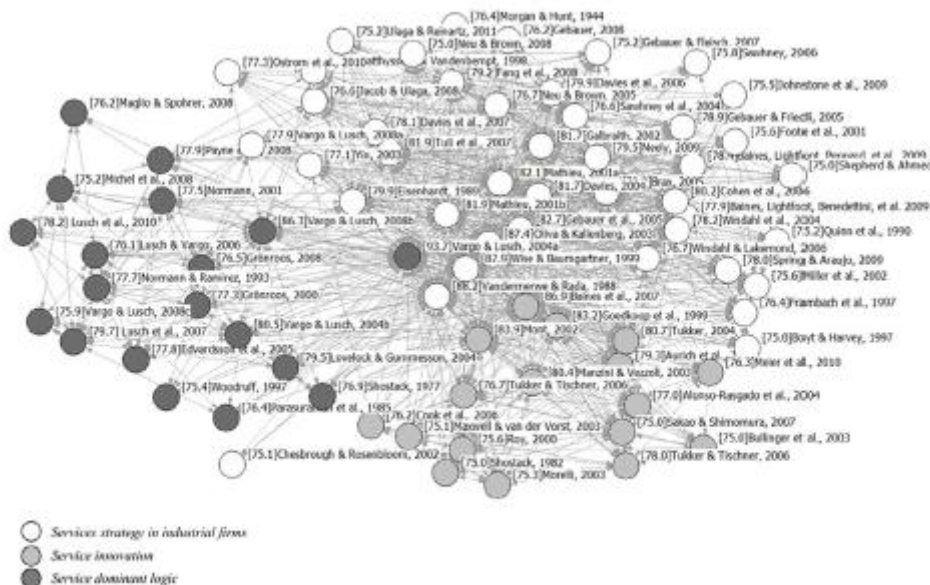 [76.4]Morgan & Hunt, 1944
[75.2]Ulaga & Reinartz, 2011
[76.2]Gebauer, 2008
[75.0]Neu & Brown, 2008
[75.2]Gebauer & Fleisch, 2007
[75.8]Sawhney, 2006
[77.3]Ostrom et al., 2010
Vandenbempt, 1998
[79.2]Fang et al., 2008
[79.9]Davies et al., 2006
[75.5]Johnstone et al., 2009
[76.2]Maglio & Spohrer, 2008
[76.6]Jacob & Ulaga, 2008
[76.7]Neu & Brown, 2005
[76.6]Sawhney et al., 2004
[78.9]Gebauer & Friedli, 2005
[78.1]Davies et al., 2007
[75.6]Foote et al., 2001
[77.9]Vargo & Lusch, 2008a
[81.9]Tuli et al., 2007
[81.7]Galbraith, 2002
[79.5]Neely, 2009
[77.9]Payne 2008
[77.1]Yin, 2003
[75.0]Shepherd & Ahmed
[75.2]Michel et al., 2008
[77.5]Normann, 2001
[79.9]Eisenhardt, 1989
[82.1]Mathieu, 2001a
[81.7]Davies, 2004
[80.2]Cohen et al., 2006
[81.9]Mathieu, 2001b
[77.9]Baines, Lightfoot, Benedettini, et al. 2009
[78.2] Lusch et al., 2010
[86.7]Vargo & Lusch, 2008b
[82.7]Gebauer et al., 2005
[78.2]Windahl et al., 2004
[87.4]Oliva & Kallenberg, 2003
[75.2]Quinn et al., 1990
[76.1]Lusch & Vargo, 2006
[93.7]Vargo & Lusch, 2004a
[76.7]Windahl & Lakemond, 2006
[76.5]Grönroos, 2008
[87.9]Wise & Baumgartner, 1999
[78.0]Spring & Araujo, 2009
[77.7]Normann & Ramirez, 1993
[88.2]Vandermerwe & Rada, 1988
[75.6]Miller et al., 2002
[77.3]Grönroos, 2000
[86.9]Baines et al., 2007
[75.9]Vargo & Lusch, 2008c
[83.2]Goedkoop et al., 1999
[76.4]Frambach et al., 1997
[79.7] Lusch et al., 2007
[80.5]Vargo & Lusch, 2004b
[83.9]Mont, 2002
[80.7]Tukker, 2004
[75.0]Boyt & Harvey, 1997
[77.8]Edvardsson et al., 2005
[79.5]Lovelock & Gummesson, 2004
[79.3]Aurich et al.
[76.3]Meier et all., 2010
[80.4]Manzini & Vezzoli, 2003
[75.4]Woodruff, 1997
[76.9]Shostack, 1977
[76.7]Tukker & Tischner, 2006
[77.0]Alonso-Rasgado et al., 2004
[76.4]Parasuraman et al., 1985
[76.2]Cook et al., 2006
[75.1]Maxwell & van der Vorst, 2003
[75.0]Sakao & Shimomura, 2007
[75.6]Roy, 2000
[75.0]Bullinger et al., 2003
[75.1]Chesbrough & Rosenbloom, 2002
[75.0]Shostack, 1982
[78.0]Tukker & Tischner, 2006
[75.3]Morelli, 2003
Services strategy in industrial firms
Service innovation
Service dominant logic